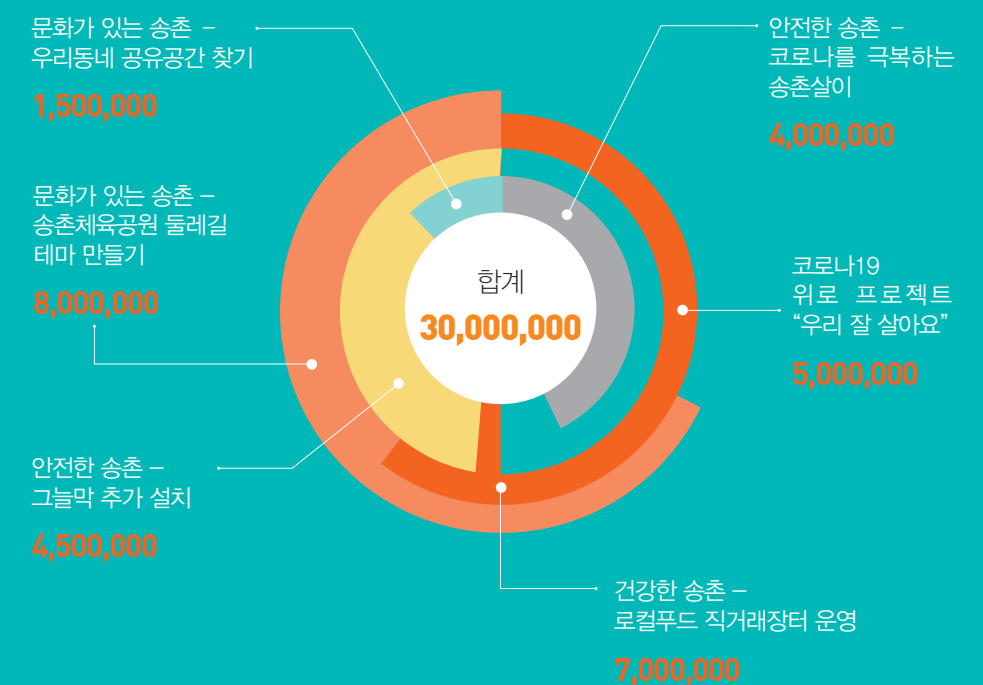 문화가 있는 송촌 –
우리동네 공유공간 찾기
1,500,000
안전한 송촌 –
코로나를 극복하는
송촌살이
4,000,000
문화가 있는 송촌 –
송촌체육공원 둘레길
테마 만들기
8,000,000
합계
30,000,000
코로나19
위로 프로젝트
“우리 잘 살아요”
5,000,000
안전한 송촌 –
그늘막 추가 설치
4,500,000
건강한 송촌 –
로컬푸드 직거래장터 운영
7,000,000